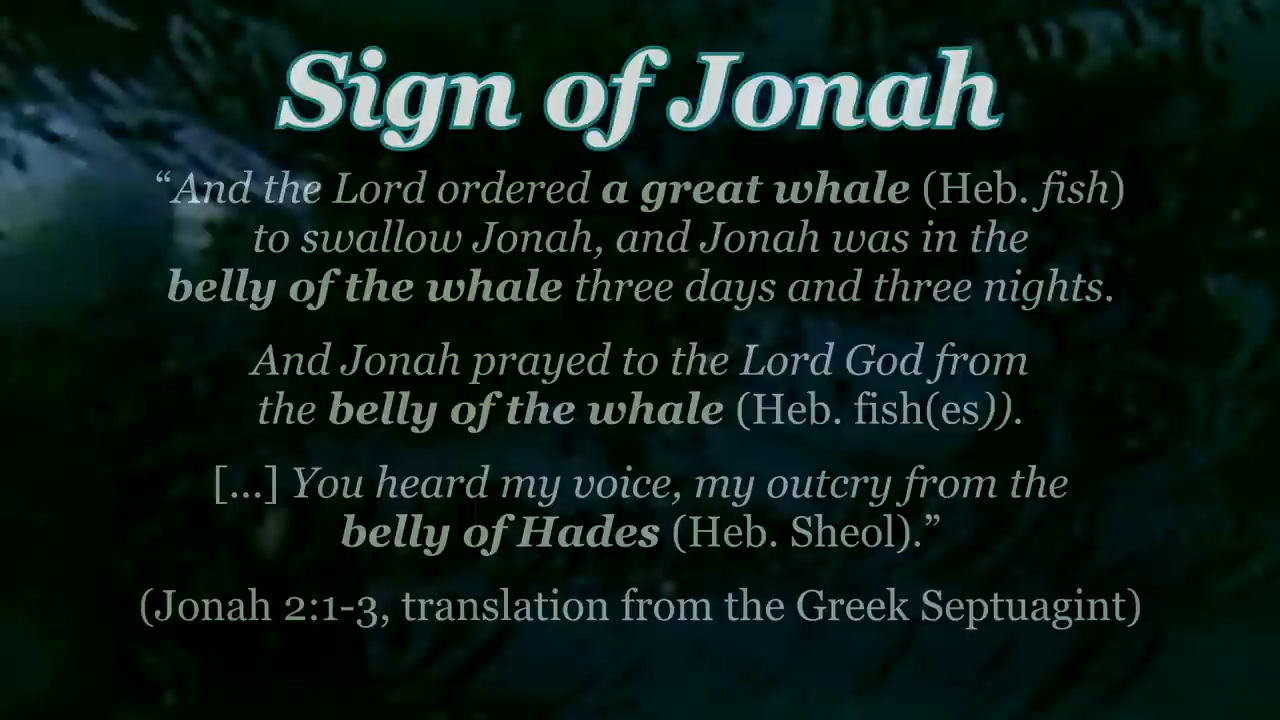 Sign of Jonah
“And the Lord ordered a great whale (Heb. fish)
to swallow Jonah, and Jonah was in the
belly of the whale three days and three nights.
And Jonah prayed to the Lord God from
the belly of the whale (Heb. fish(es)).
[...] You heard my voice, my outcry from the
belly of Hades (Heb. Sheol).”
(Jonah 2:1-3, translation from the Greek Septuagint)